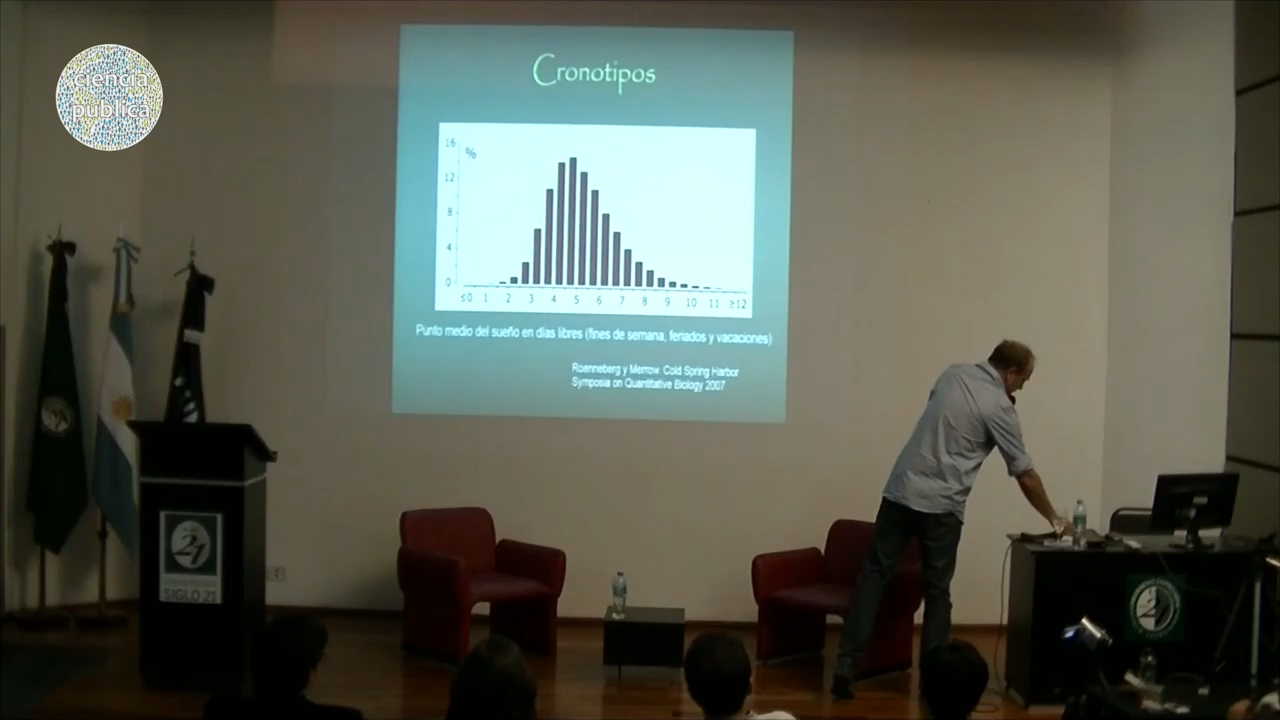 ciencia
pública
Cronotipos
16
%
12
8
4
0
≤0 1 2 3 4 5 6 7 8 9 10 11 ≥12
Punto medio del sueño en días libres (fines de semana, feriados y vacaciones)
Roenneberg y Merrow. Cold Spring Harbor
Symposia on Quantitative Biology 2007
21
SIGLO 21
21